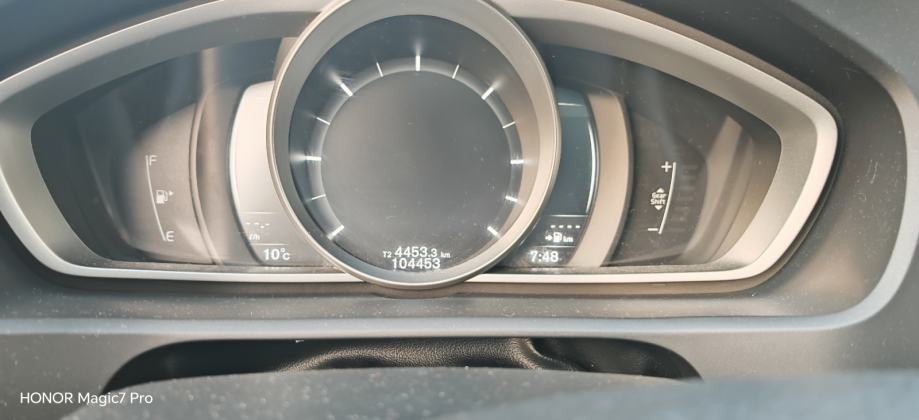 F
E
--.-
l/h
10°c
T2 4453.3 km
104453
----
km
7:48
+
Gear
Shift
–
HONOR Magic7 Pro